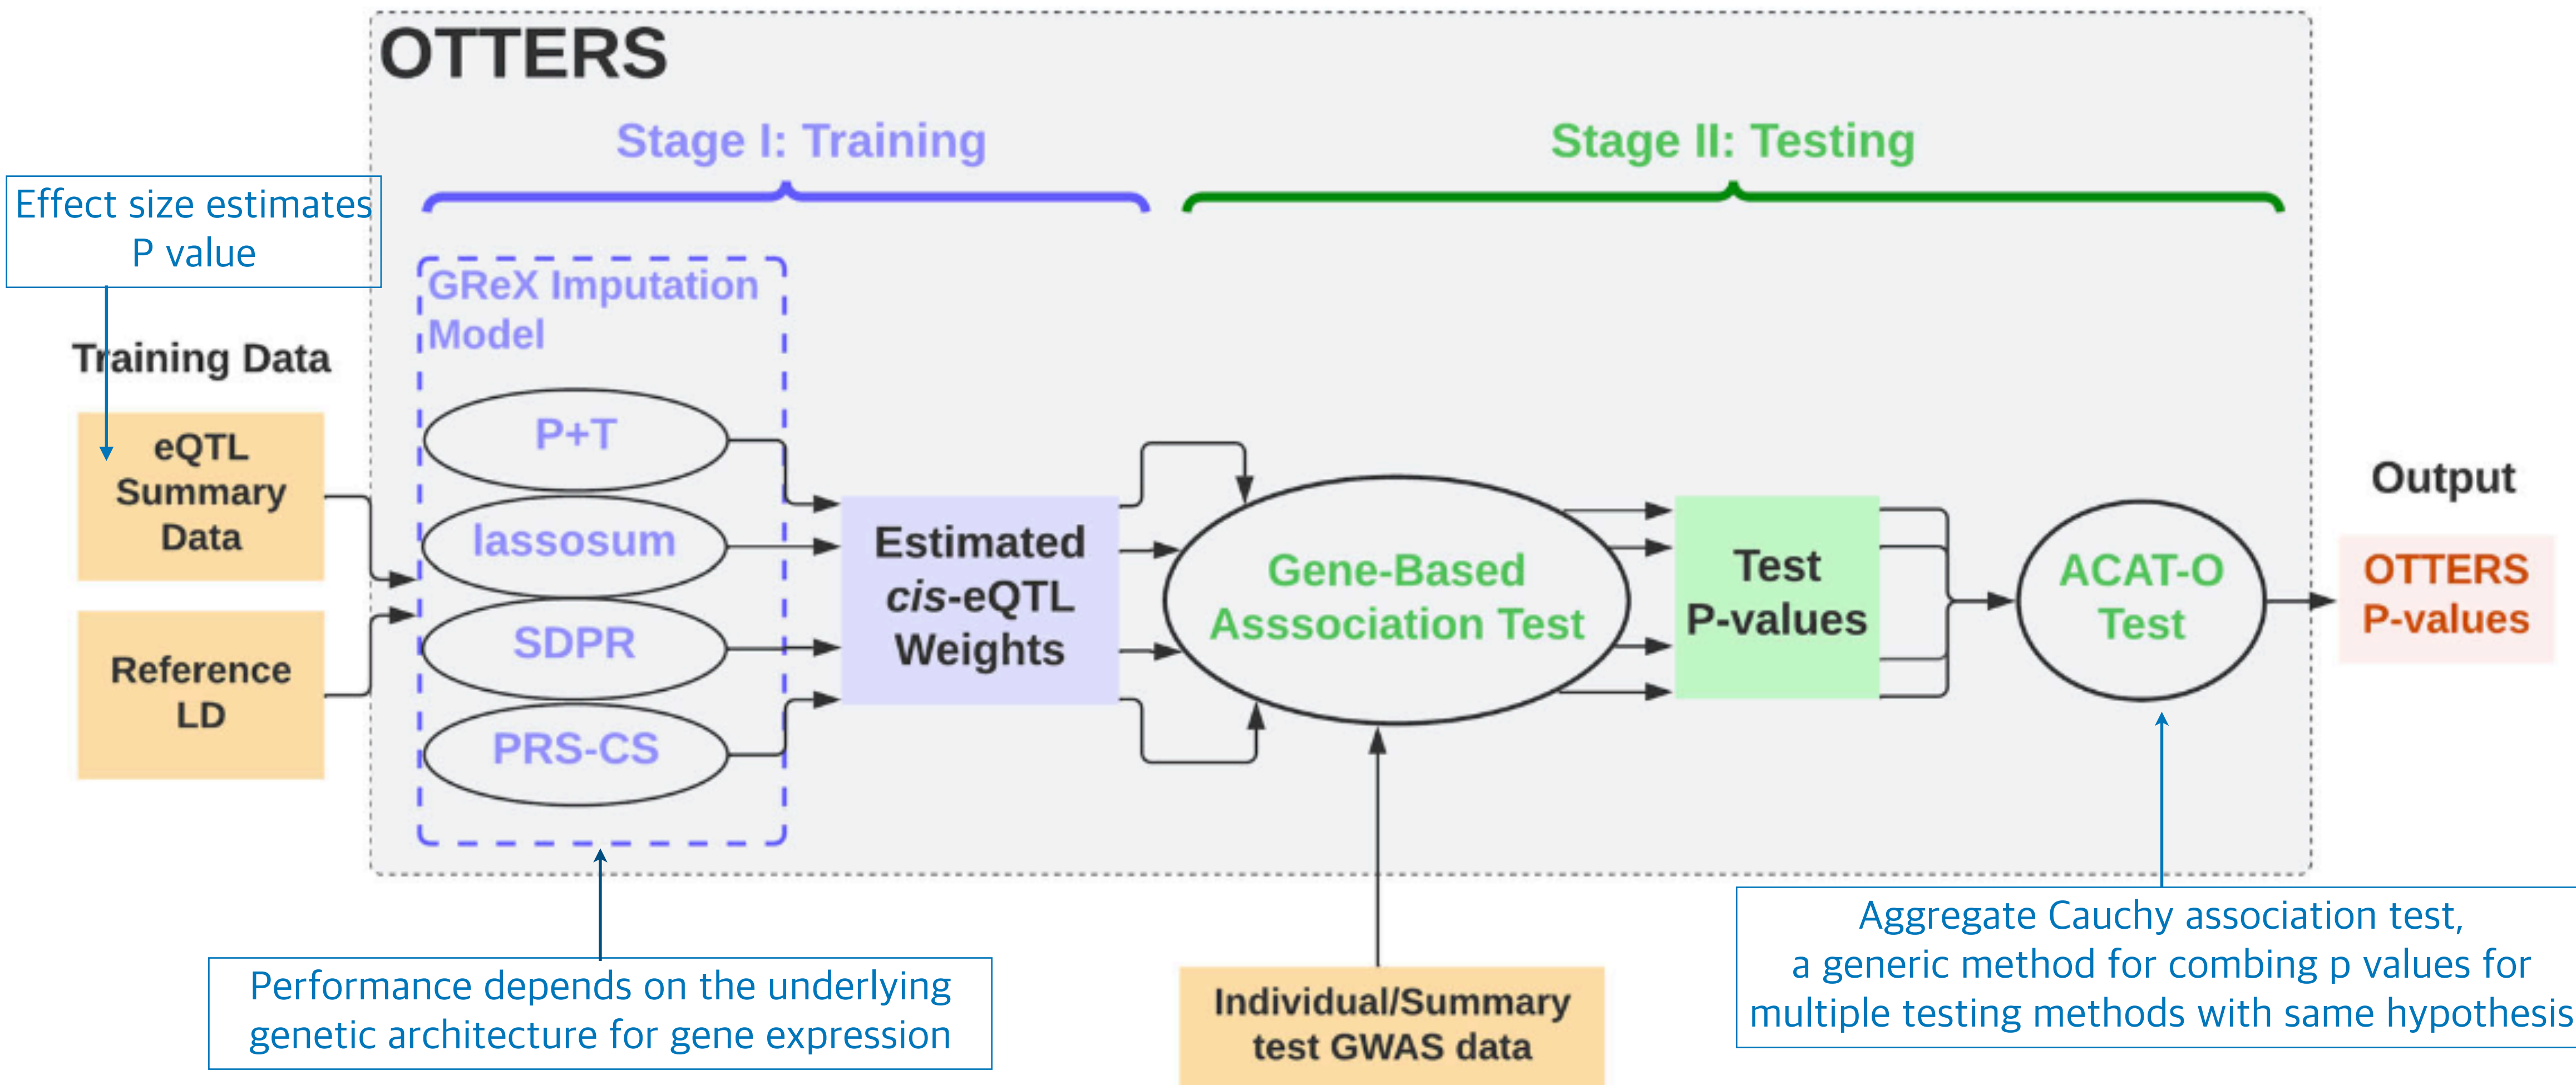 OTTERS
Stage I: Training
Stage II: Testing
Effect size estimates
P value
GReX Imputation
Model
Training Data
eQTL
Summary
Data
Reference
LD
P+T
lassosum
SDPR
PRS-CS
Estimated
cis-eQTL
Weights
Gene-Based
Asssociation Test
Test
P-values
ACAT-O
Test
Output
OTTERS
P-values
Performance depends on the underlying
genetic architecture for gene expression
Individual/Summary
test GWAS data
Aggregate Cauchy association test,
a generic method for combing p values for
multiple testing methods with same hypothesis